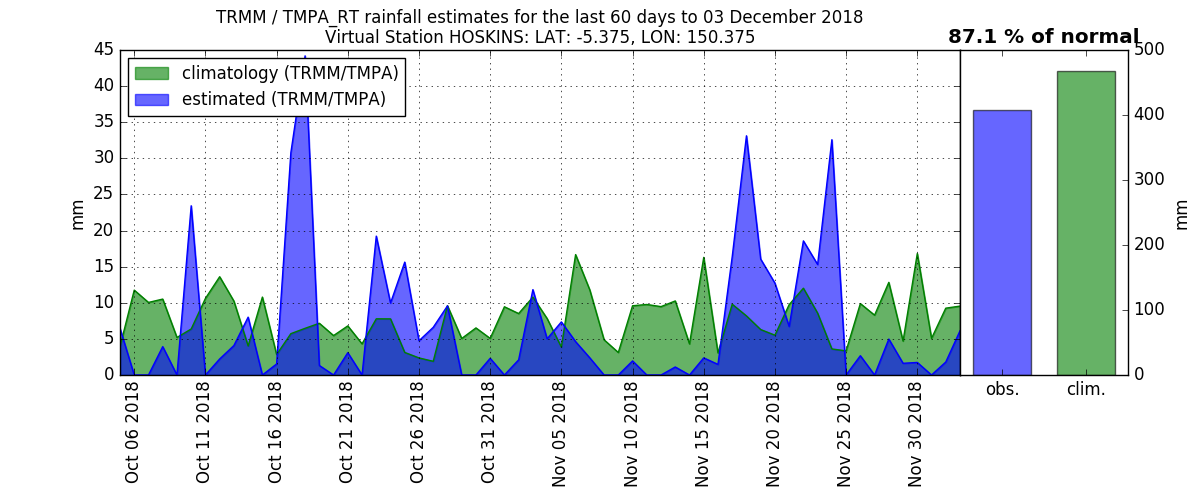 TRMM / TMPA_RT rainfall estimates for the last 60 days to 03 December 2018
Virtual Station HOSKINS: LAT: -5.375, LON: 150.375
87.1 % of normal
climatology (TRMM/TMPA)
estimated (TRMM/TMPA)
mm
45
40
35
30
25
20
15
10
5
0
Oct 06 2018
Oct 11 2018
Oct 16 2018
Oct 21 2018
Oct 26 2018
Oct 31 2018
Nov 05 2018
Nov 10 2018
Nov 15 2018
Nov 20 2018
Nov 25 2018
Nov 30 2018
obs.
clim.
500
400
300
200
100
0
mm